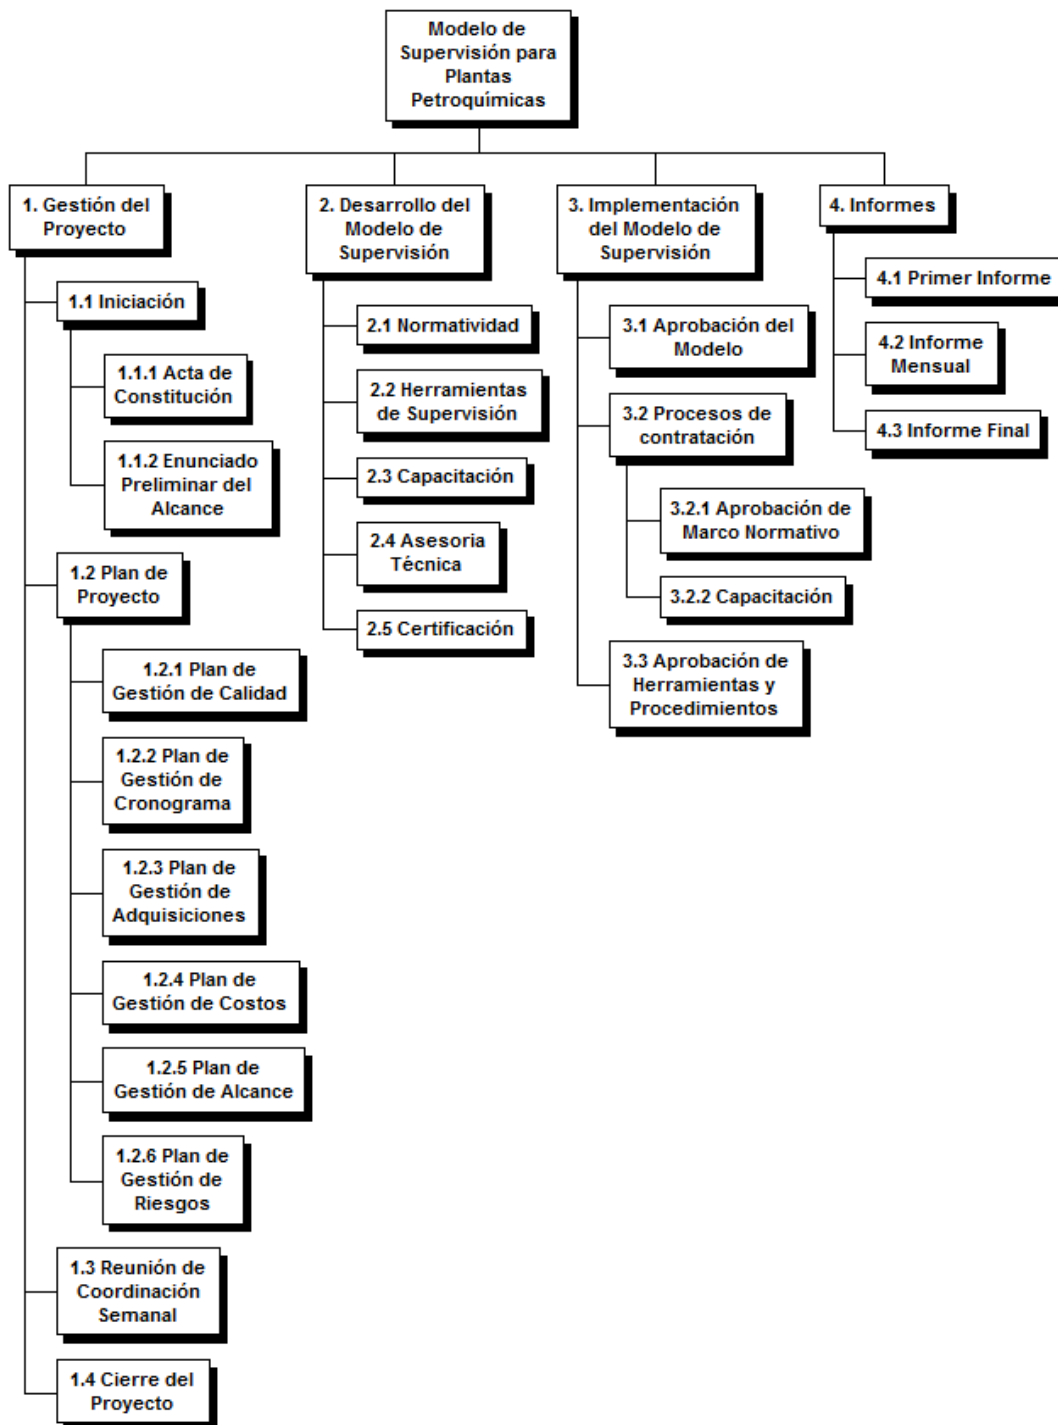 Modelo de
Supervisión para
Plantas
Petroquímicas
1. Gestión del
Proyecto
1.1 Iniciación
1.1.1 Acta de
Constitución
1.1.2 Enunciado
Preliminar del
Alcance
1.2 Plan de
Proyecto
1.2.1 Plan de
Gestión de Calidad
1.2.2 Plan de
Gestión de
Cronograma
1.2.3 Plan de
Gestión de
Adquisiciones
1.2.4 Plan de
Gestión de Costos
1.2.5 Plan de
Gestión de Alcance
1.2.6 Plan de
Gestión de
Riesgos
1.3 Reunión de
Coordinación
Semanal
1.4 Cierre del
Proyecto
2. Desarrollo del
Modelo de
Supervisión
2.1 Normatividad
2.2 Herramientas
de Supervisión
2.3 Capacitación
2.4 Asesoria
Técnica
2.5 Certificación
3. Implementación
del Modelo de
Supervisión
3.1 Aprobación del
Modelo
3.2 Procesos de
contratación
3.2.1 Aprobación de
Marco Normativo
3.2.2 Capacitación
3.3 Aprobación de
Herramientas y
Procedimientos
4. Informes
4.1 Primer Informe
4.2 Informe
Mensual
4.3 Informe Final